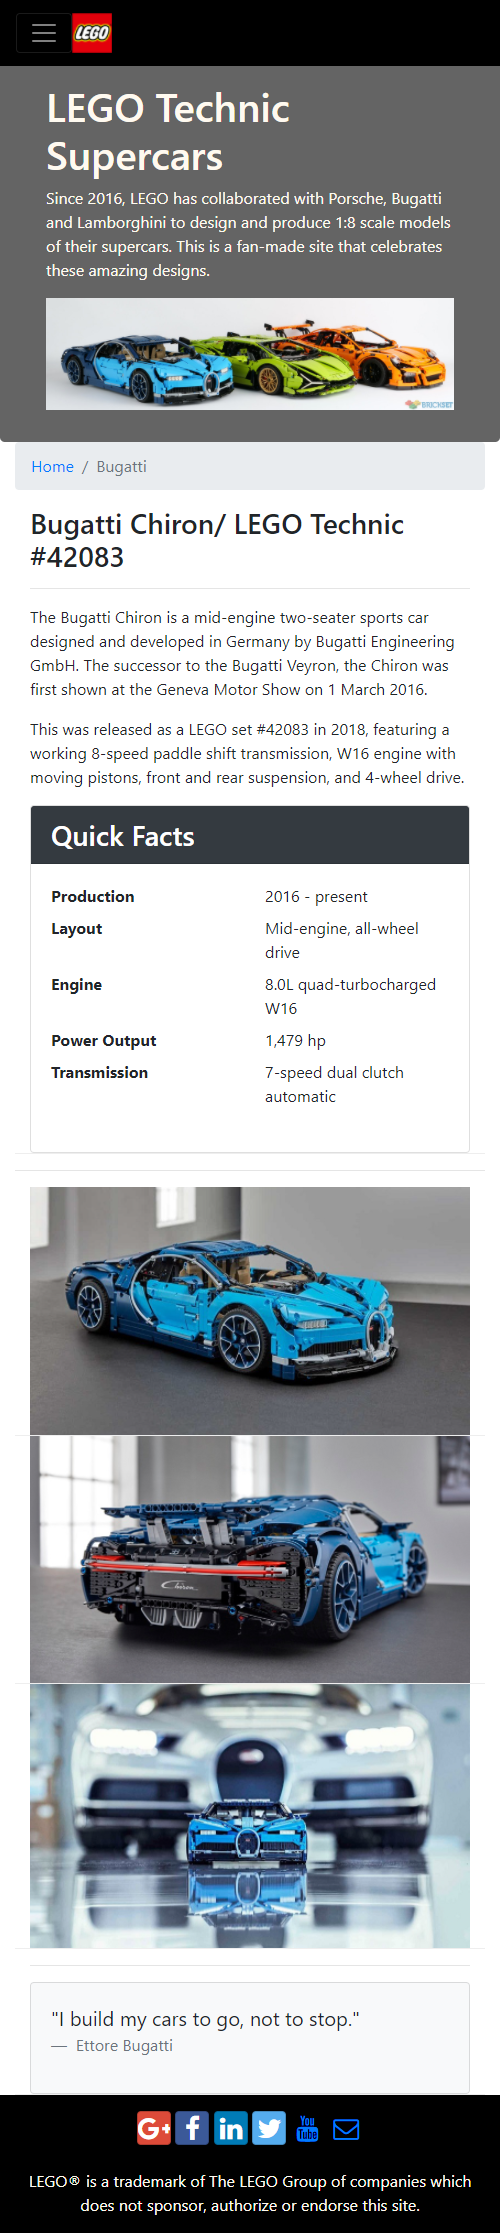 LEGO
LEGO Technic
Supercars
Since 2016, LEGO has collaborated with Porsche, Bugatti
and Lamborghini to design and produce 1:8 scale models
of their supercars. This is a fan-made site that celebrates
these amazing designs.
BRICKSET
Home / Bugatti
Bugatti Chiron/ LEGO Technic
#42083
The Bugatti Chiron is a mid-engine two-seater sports car
designed and developed in Germany by Bugatti Engineering
GmbH. The successor to the Bugatti Veyron, the Chiron was
first shown at the Geneva Motor Show on 1 March 2016.
This was released as a LEGO set #42083 in 2018, featuring a
working 8-speed paddle shift transmission, W16 engine with
moving pistons, front and rear suspension, and 4-wheel drive.
Quick Facts
Production 2016 - present
Layout Mid-engine, all-wheel
drive
Engine 8.0L quad-turbocharged
W16
Power Output 1,479 hp
Transmission 7-speed dual clutch
automatic
Chiron
"I build my cars to go, not to stop."
— Ettore Bugatti
G+ f in You Tube
LEGO® is a trademark of The LEGO Group of companies which
does not sponsor, authorize or endorse this site.